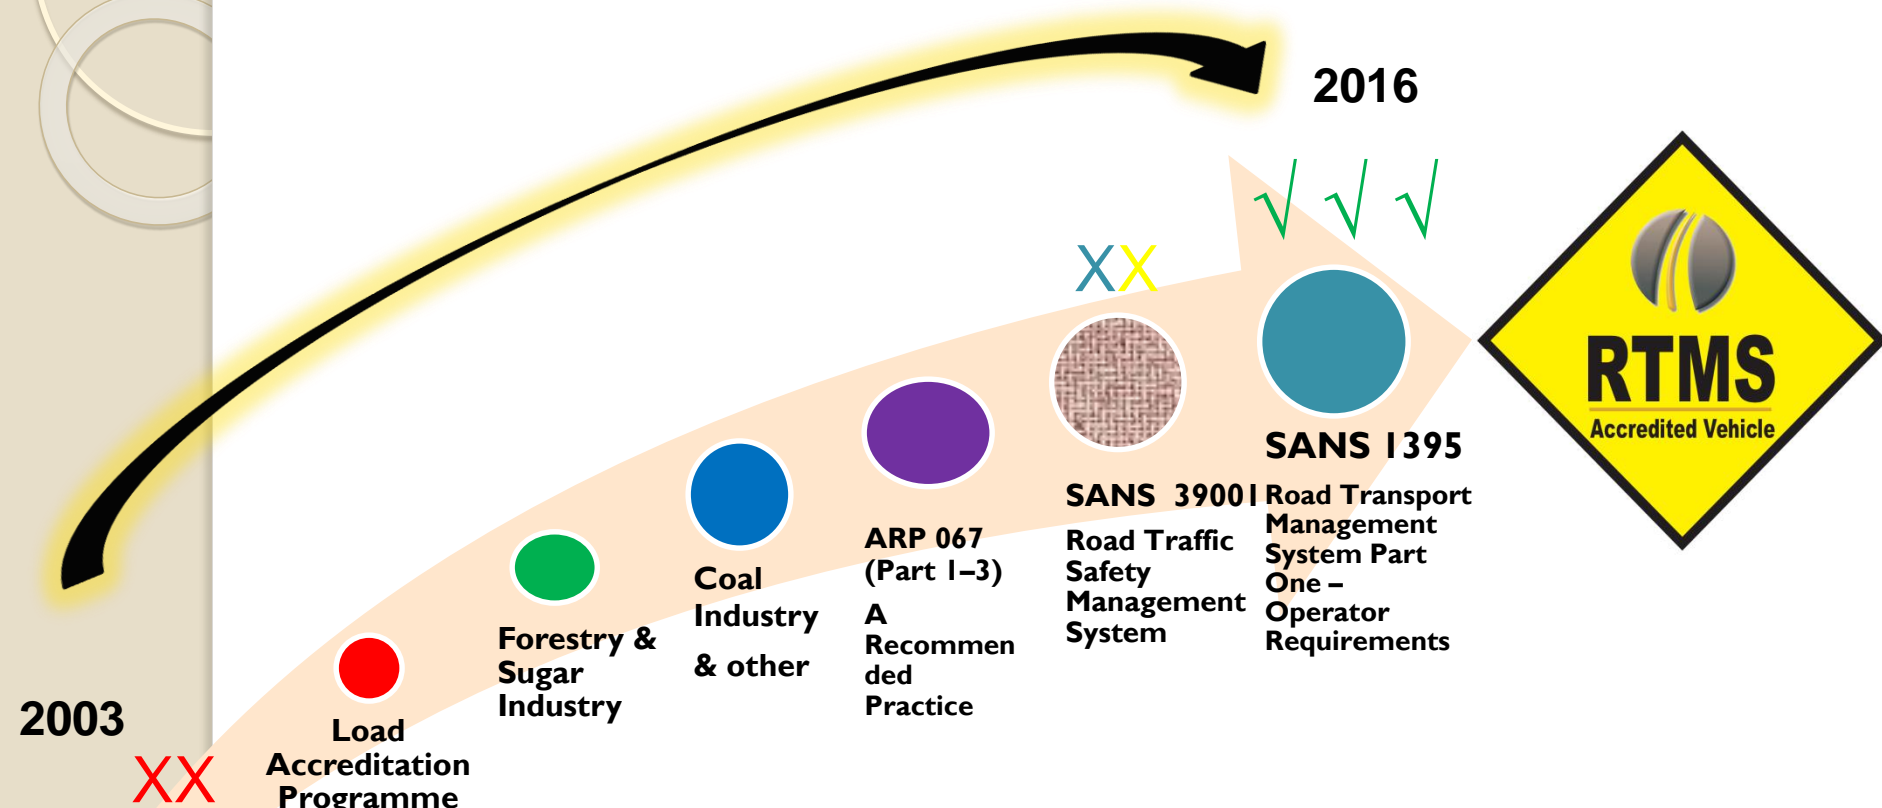 2016
√ √ √
XX
RTMS
Accredited Vehicle
SANS 1395
Road Transport
Management
System Part
One –
Operator
Requirements
SANS 39001
Road Traffic
Safety
Management
System
ARP 067
(Part 1–3)
A
Recommen
ded
Practice
Coal
Industry
& other
Forestry &
Sugar
Industry
2003
Load
Accreditation
Programme
XX